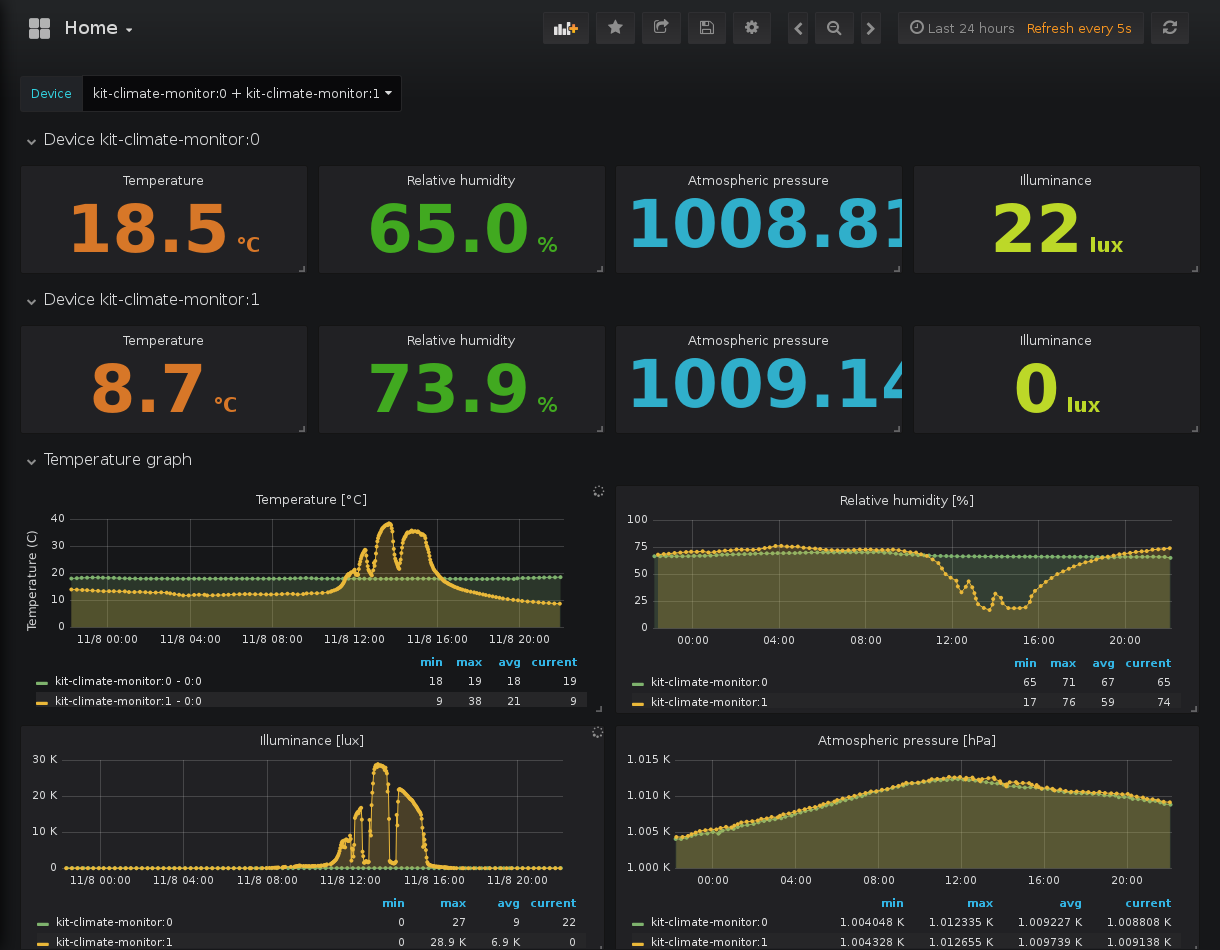 Home
Last 24 hours Refresh every 5s
Device kit-climate-monitor:0 + kit-climate-monitor:1
Device kit-climate-monitor:0
Temperature Relative humidity Atmospheric pressure Illuminance
18.5 °C 65.0 % 1008.81 22 lux
Device kit-climate-monitor:1
Temperature Relative humidity Atmospheric pressure Illuminance
8.7 °C 73.9 % 1009.14 0 lux
Temperature graph
Temperature [°C]
Temperature (C)
40
30
20
10
0
11/8 00:00 11/8 04:00 11/8 08:00 11/8 12:00 11/8 16:00 11/8 20:00
min max avg current
kit-climate-monitor:0 - 0:0 18 19 18 19
kit-climate-monitor:1 - 0:0 9 38 21 9
Relative humidity [%]
100
75
50
25
0
00:00 04:00 08:00 12:00 16:00 20:00
min max avg current
kit-climate-monitor:0 65 71 67 65
kit-climate-monitor:1 17 76 59 74
Illuminance [lux]
30 K
20 K
10 K
0
11/8 00:00 11/8 04:00 11/8 08:00 11/8 12:00 11/8 16:00 11/8 20:00
min max avg current
kit-climate-monitor:0 0 27 9 22
kit-climate-monitor:1 0 28.9 K 6.9 K 0
Atmospheric pressure [hPa]
1.015 K
1.010 K
1.005 K
1.000 K
00:00 04:00 08:00 12:00 16:00 20:00
min max avg current
kit-climate-monitor:0 1.004048 K 1.012335 K 1.009227 K 1.008808 K
kit-climate-monitor:1 1.004328 K 1.012655 K 1.009739 K 1.009138 K